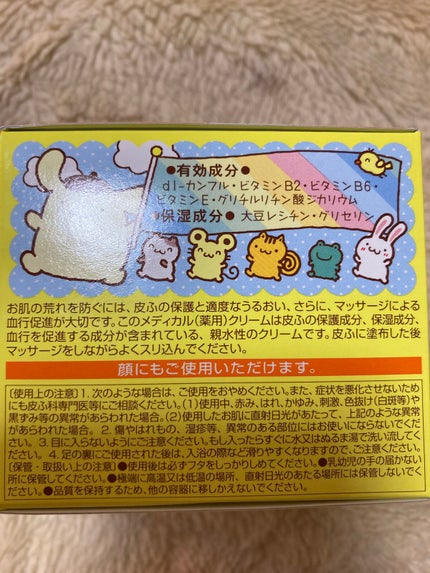 ●有効成分●
dl-カンフル・ビタミンB2・ビタミンB6・
ビタミンE・グリチルリチン酸ジカリウム
●保湿成分● 大豆レシチン・グリセリン
お肌の荒れを防ぐには、皮ふの保護と適度なうるおい、さらに、マッサージによる
血行促進が大切です。このメディカル(薬用)クリームは皮ふの保護成分、保湿成分、
血行を促進する成分が含まれている、親水性のクリームです。皮ふに塗布した後
マッサージをしながらよくスリ込んでください。
顔にもご使用いただけます。
〔使用上の注意〕1. 次のような場合は、ご使用をおやめください。また、症状を悪化させないため
にも皮ふ科専門医等にご相談ください。(1)使用中、赤み、はれ、かゆみ、刺激、色抜け(白斑等)や
黒ずみ等の異常があらわれた場合。(2)使用したお肌に直射日光があたって、上記のような異常
があらわれた場合。2. 傷やはれもの、湿疹等、異常のある部位にはお使いにならないでくだ
さい。3. 目に入らないようにご注意ください。もし入ったらすぐに水又はぬるま湯で洗い流して
ください。4. 足の裏にご使用された後は、入浴の際など滑りやすくなりますので、ご注意ください。
〔保管・取扱い上の注意〕●使用後は必ずフタをしっかりしめてください。●乳幼児の手の届かない
所に保管してください。●極端に高温又は低温の場所、直射日光のあたる場所には保管しないで
ください。●品質を保持するため、他の容器に移しかえないでください。